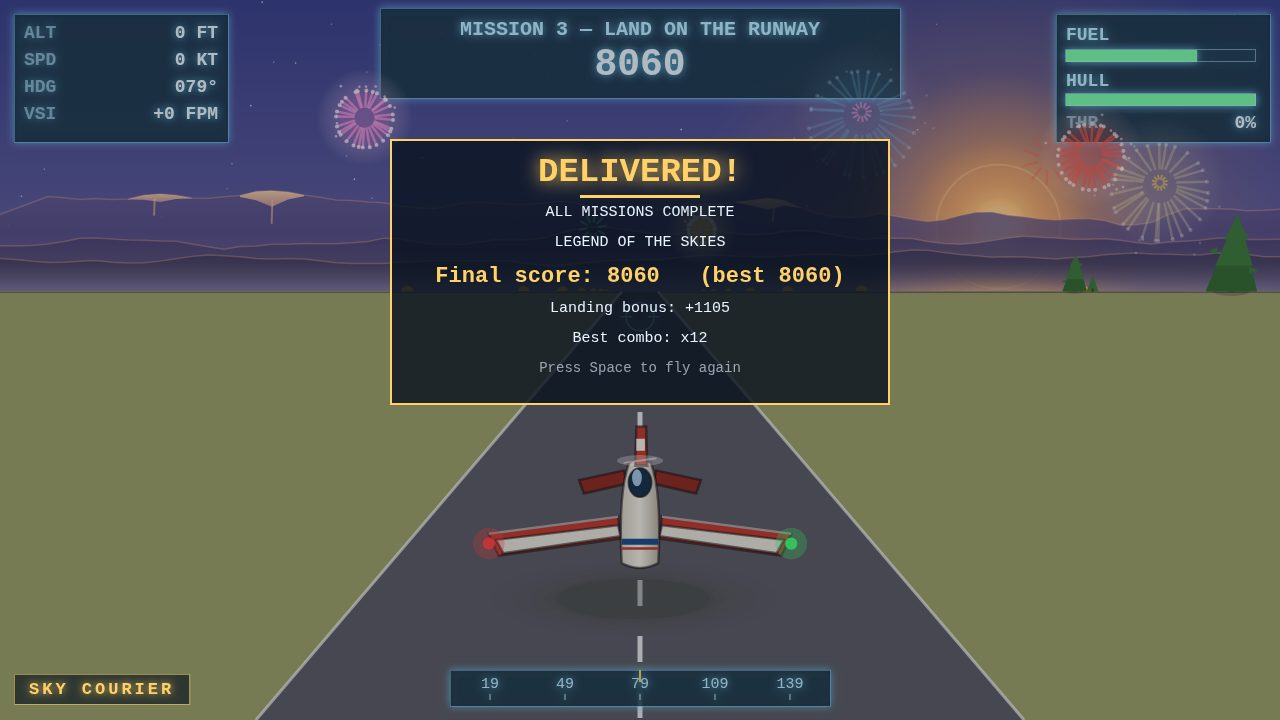 ALT 0 FT
SPD 0 KT
HDG 079°
VSI +0 FPM
MISSION 3 — LAND ON THE RUNWAY
8060
FUEL
HULL
THR 0%
DELIVERED!
ALL MISSIONS COMPLETE
LEGEND OF THE SKIES
Final score: 8060 (best 8060)
Landing bonus: +1105
Best combo: x12
Press Space to fly again
SKY COURIER
19 49 79 109 139